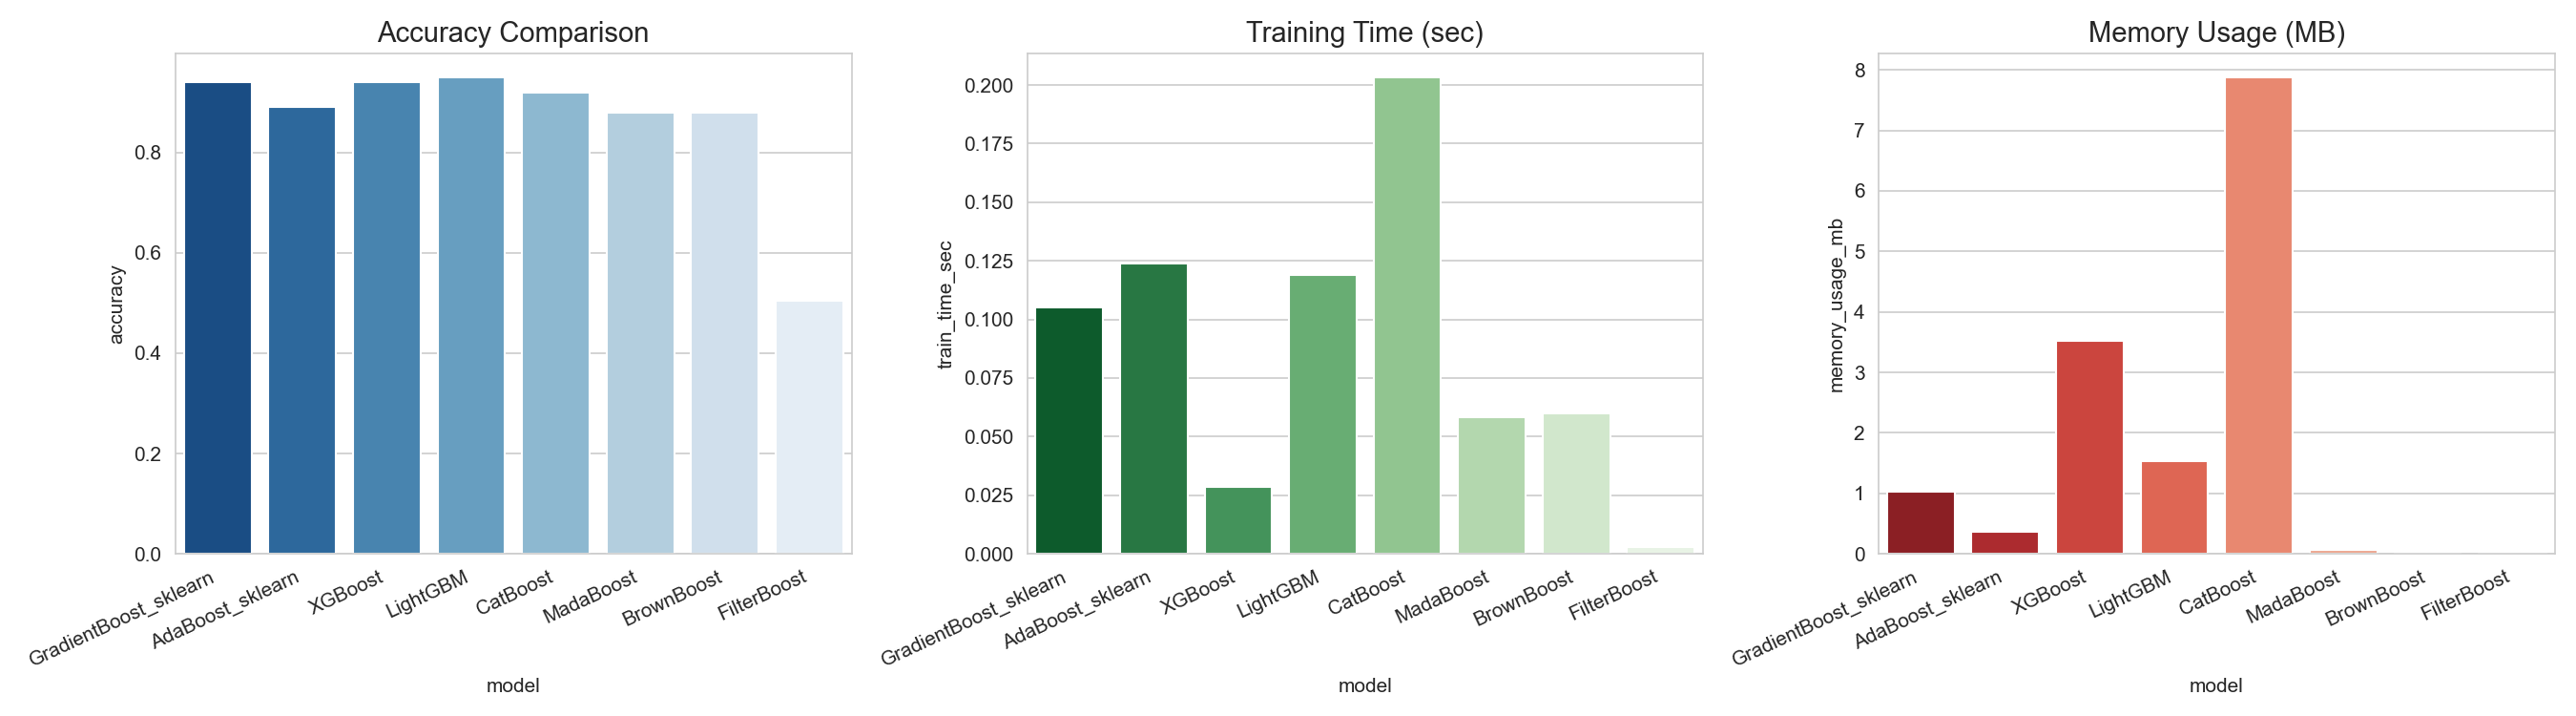 Accuracy Comparison
accuracy
0.8
0.6
0.4
0.2
0.0
GradientBoost_sklearn
AdaBoost_sklearn
XGBoost
LightGBM
CatBoost
MadaBoost
BrownBoost
FilterBoost
model
Training Time (sec)
train_time_sec
0.200
0.175
0.150
0.125
0.100
0.075
0.050
0.025
0.000
GradientBoost_sklearn
AdaBoost_sklearn
XGBoost
LightGBM
CatBoost
MadaBoost
BrownBoost
FilterBoost
model
Memory Usage (MB)
memory_usage_mb
8
7
6
5
4
3
2
1
0
GradientBoost_sklearn
AdaBoost_sklearn
XGBoost
LightGBM
CatBoost
MadaBoost
BrownBoost
FilterBoost
model